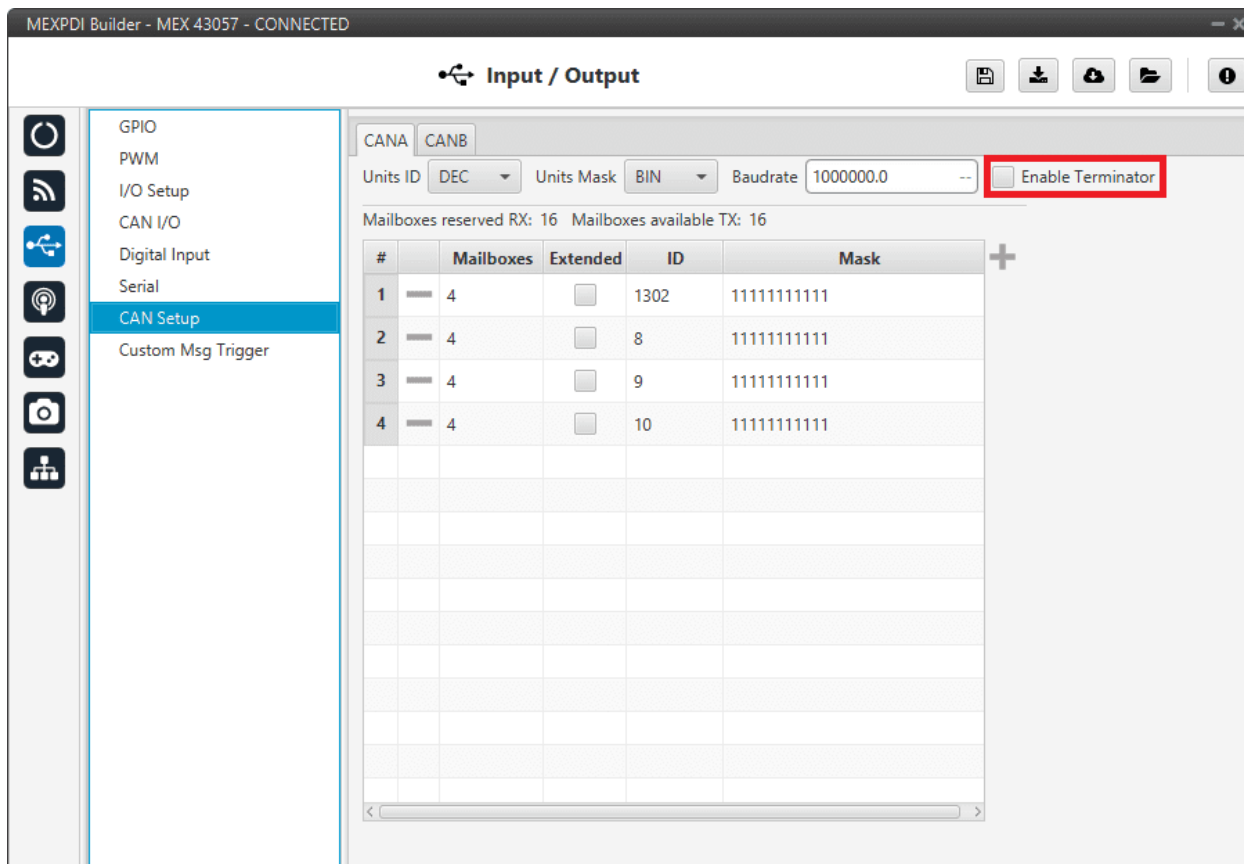 MEXPDI Builder - MEX 43057 - CONNECTED
Input / Output
GPIO
PWM
I/O Setup
CAN I/O
Digital Input
Serial
CAN Setup
Custom Msg Trigger
CANA CANB
Units ID DEC Units Mask BIN Baudrate 1000000.0 -- Enable Terminator
Mailboxes reserved RX: 16 Mailboxes available TX: 16
# Mailboxes Extended ID Mask
1 4 1302 11111111111
2 4 8 11111111111
3 4 9 11111111111
4 4 10 11111111111